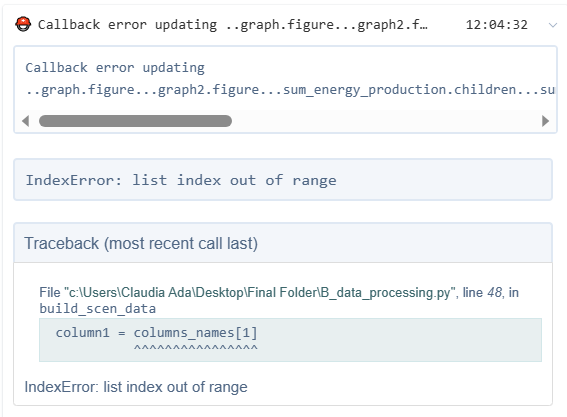 Callback error updating ..graph.figure...graph2.f… 12:04:32
Callback error updating
..graph.figure...graph2.figure...sum_energy_production.children...su
IndexError: list index out of range
Traceback (most recent call last)
File "c:\Users\Claudia Ada\Desktop\Final Folder\B_data_processing.py", line 48, in
build_scen_data
column1 = columns_names[1]
^^^^^^^^^^^^^^^^
IndexError: list index out of range